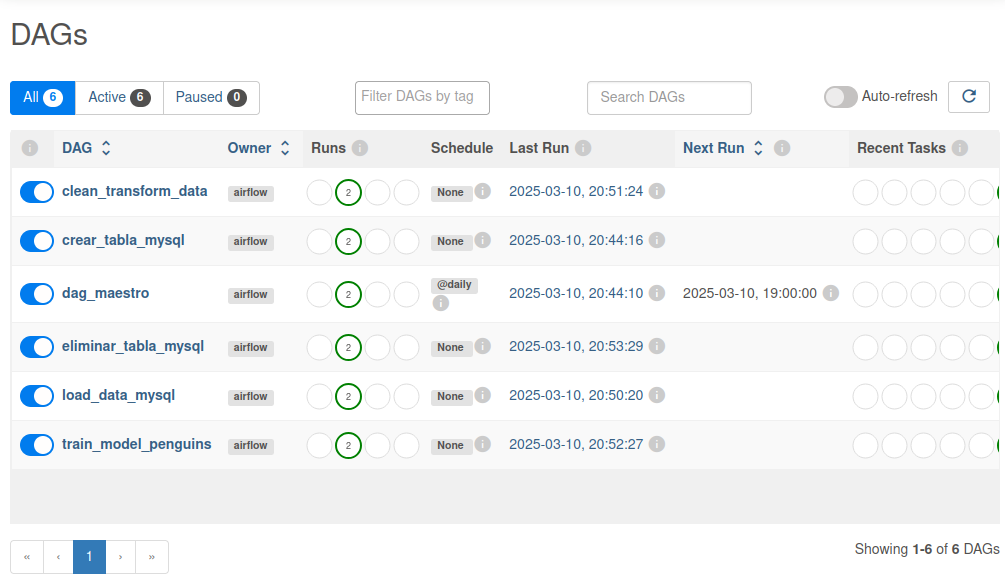 DAGs
All 6 Active 6 Paused 0 Filter DAGs by tag Search DAGs Auto-refresh
DAG Owner Runs Schedule Last Run Next Run Recent Tasks
clean_transform_data airflow 2 None 2025-03-10, 20:51:24
crear_tabla_mysql airflow 2 None 2025-03-10, 20:44:16
dag_maestro airflow 2 @daily 2025-03-10, 20:44:10 2025-03-10, 19:00:00
eliminar_tabla_mysql airflow 2 None 2025-03-10, 20:53:29
load_data_mysql airflow 2 None 2025-03-10, 20:50:20
train_model_penguins airflow 2 None 2025-03-10, 20:52:27
« ‹ 1 › » Showing 1-6 of 6 DAGs